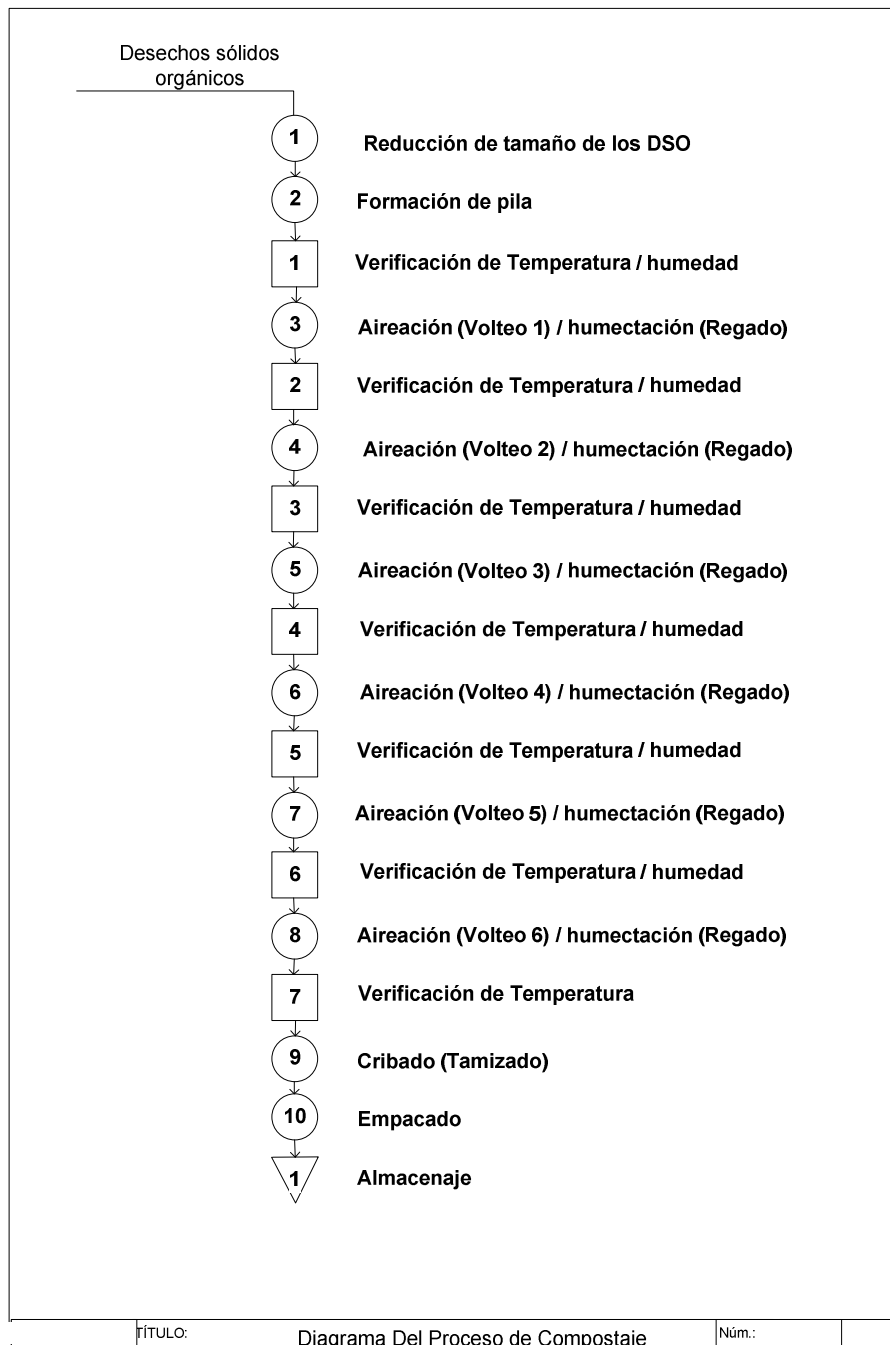 Desechos sólidos
orgánicos
1 Reducción de tamaño de los DSO
2 Formación de pila
1 Verificación de Temperatura / humedad
3 Aireación (Volteo 1) / humectación (Regado)
2 Verificación de Temperatura / humedad
4 Aireación (Volteo 2) / humectación (Regado)
3 Verificación de Temperatura / humedad
5 Aireación (Volteo 3) / humectación (Regado)
4 Verificación de Temperatura / humedad
6 Aireación (Volteo 4) / humectación (Regado)
5 Verificación de Temperatura / humedad
7 Aireación (Volteo 5) / humectación (Regado)
6 Verificación de Temperatura / humedad
8 Aireación (Volteo 6) / humectación (Regado)
7 Verificación de Temperatura
9 Cribado (Tamizado)
10 Empacado
1 Almacenaje
TÍTULO: Diagrama Del Proceso de Compostaje Núm.: